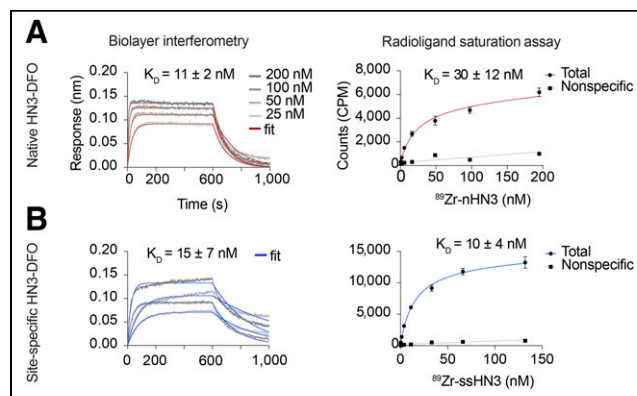 A
Biolayer interferometry
Radioligand saturation assay
Native HN3-DFO
Response (nm)
0.20
0.15
0.10
0.05
0.00
K_D = 11 ± 2 nM
200 nM
100 nM
50 nM
25 nM
fit
200
600
1,000
Time (s)
Counts (CPM)
8,000
6,000
4,000
2,000
0
K_D = 30 ± 12 nM
Total
Nonspecific
0
50
100
150
200
⁸⁹Zr-nHN3 (nM)
B
Site-specific HN3-DFO
0.20
0.15
0.10
0.05
0.00
K_D = 15 ± 7 nM
fit
200
600
1,000
15,000
10,000
5,000
0
K_D = 10 ± 4 nM
Total
Nonspecific
0
50
100
150
⁸⁹Zr-ssHN3 (nM)